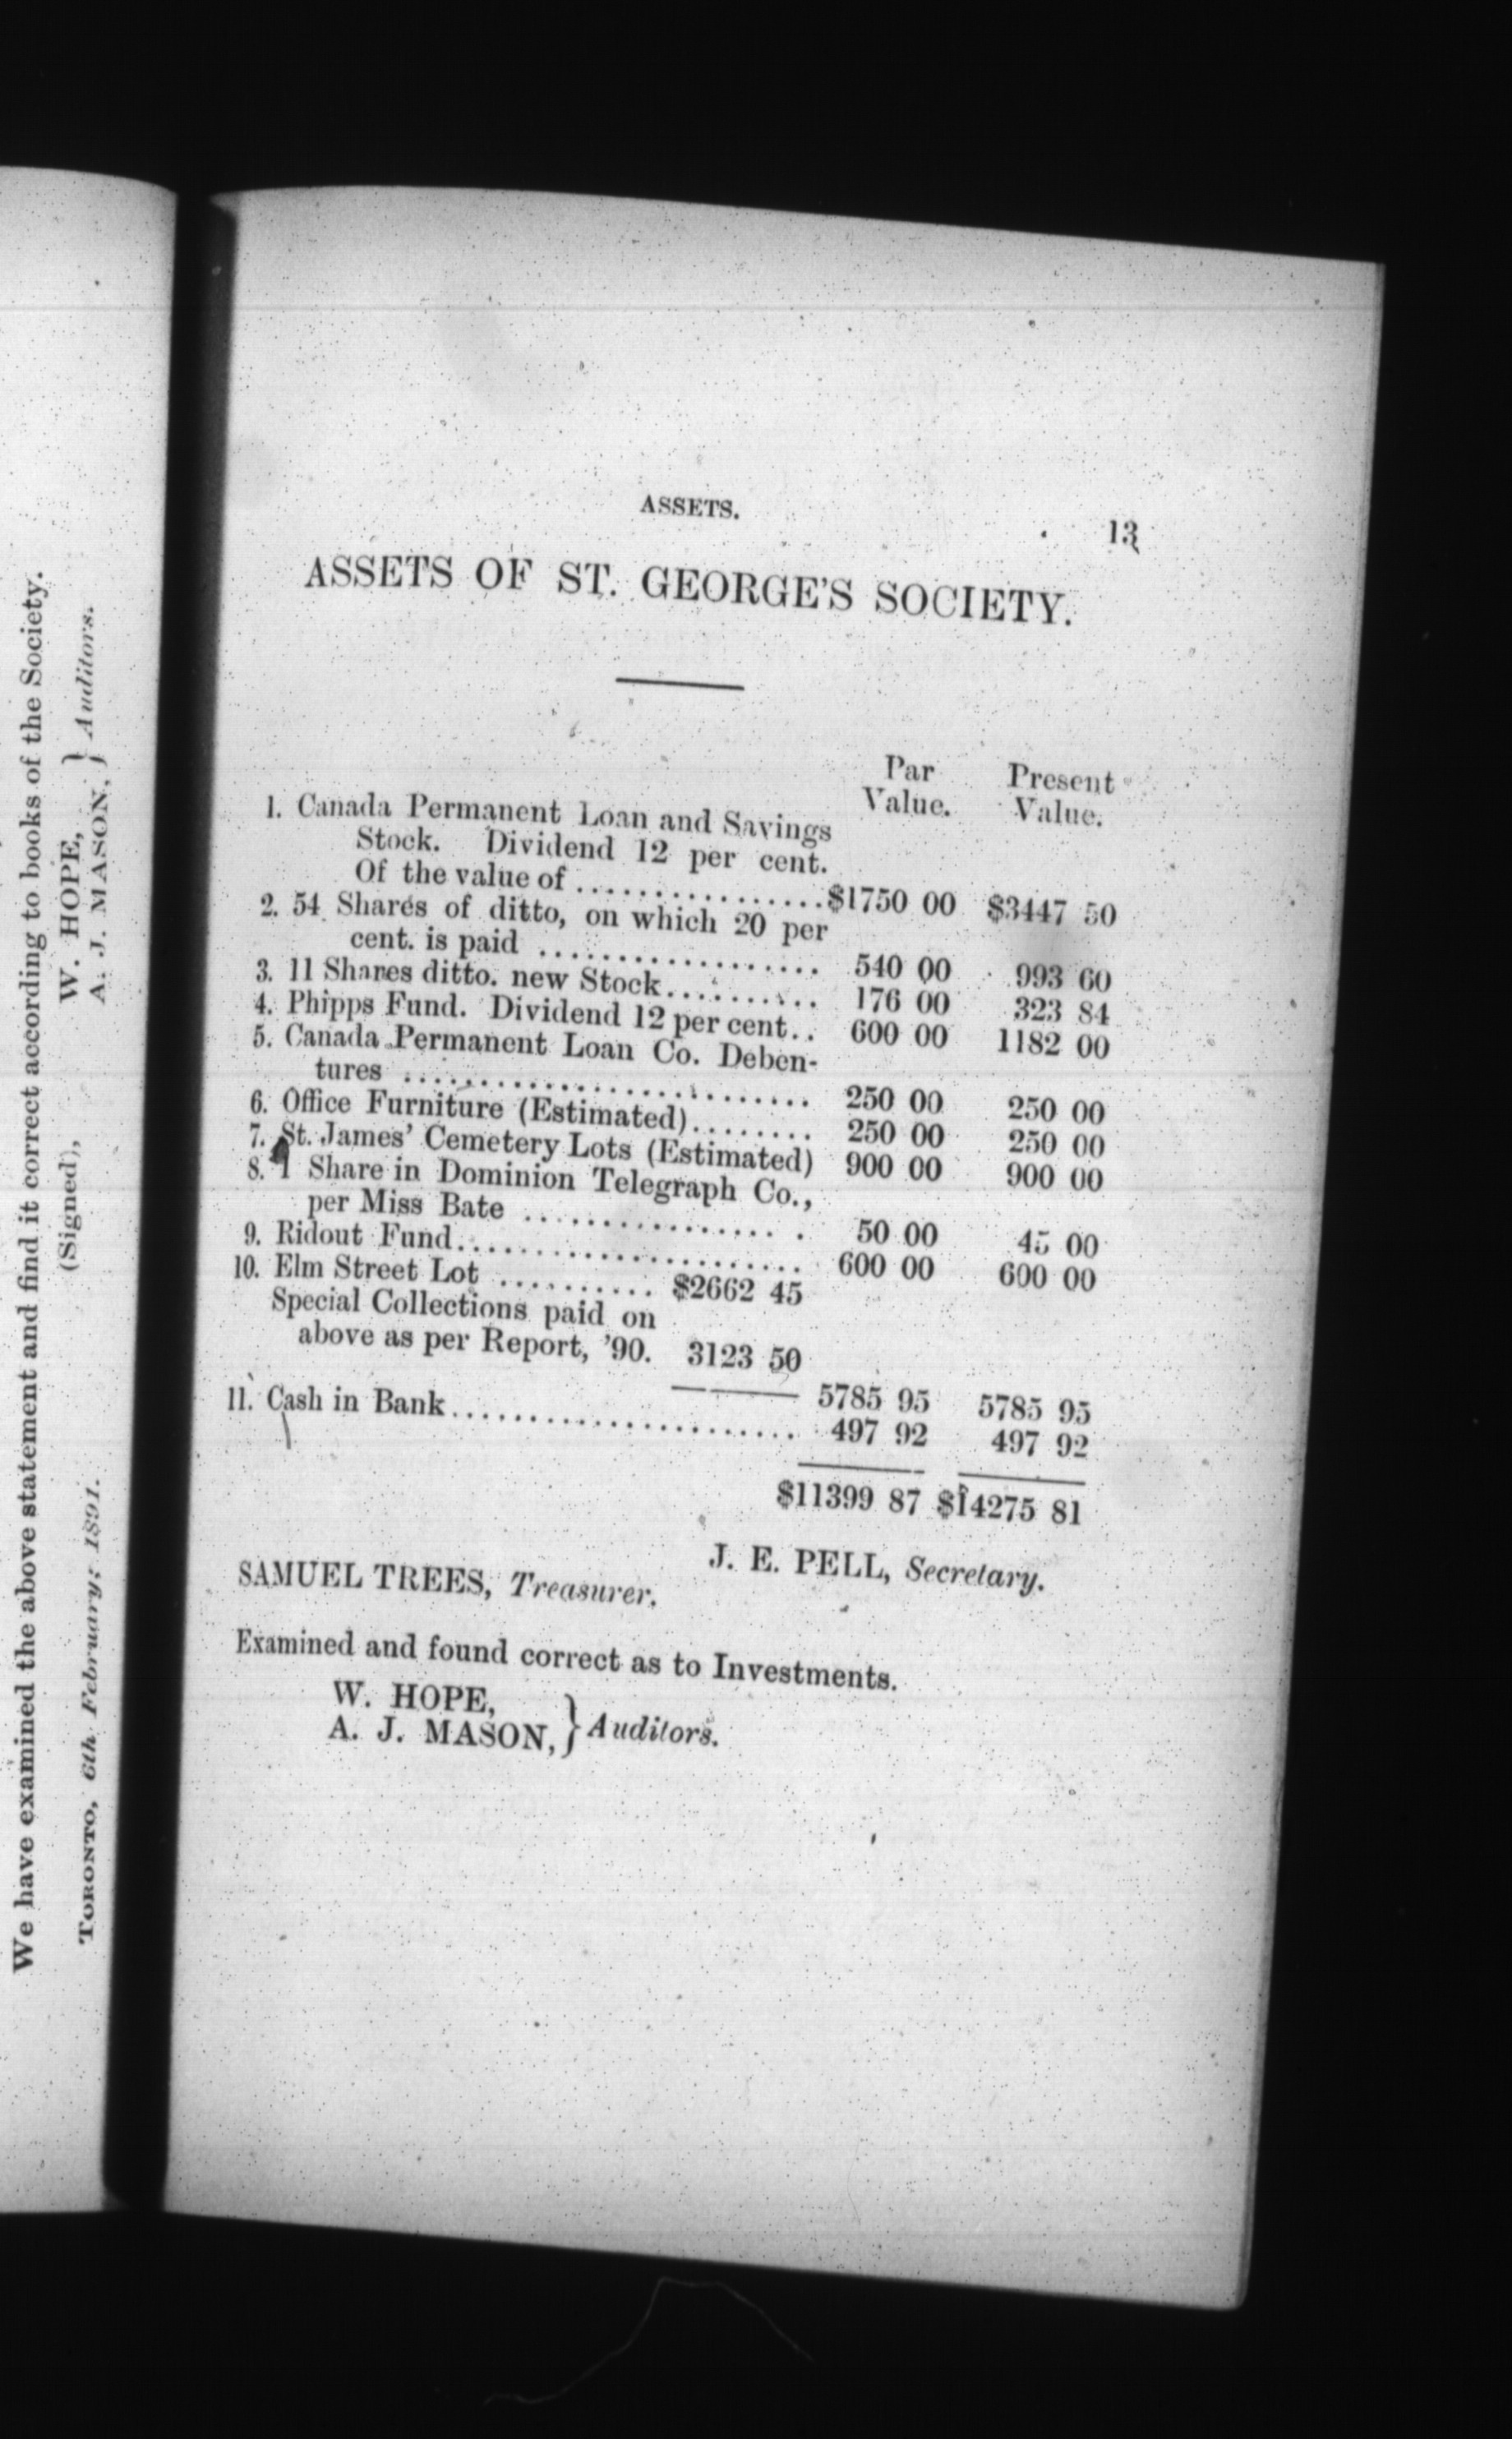 We have examined the above statement and find it correct according to books of the Society.
(Signed),
W. HOPE,
A. J. MASON, } Auditors.
TORONTO, 6th February, 1891.
ASSETS.
13
ASSETS OF ST. GEORGE'S SOCIETY.
Par Value. Present Value.
1. Canada Permanent Loan and Savings
Stock. Dividend 12 per cent.
Of the value of ................ $1750 00 $3447 50
2. 54 Shares of ditto, on which 20 per
cent. is paid .................. 540 00 993 60
3. 11 Shares ditto. new Stock.......... 176 00 323 84
4. Phipps Fund. Dividend 12 per cent.. 600 00 1182 00
5. Canada Permanent Loan Co. Deben-
tures .......................... 250 00 250 00
6. Office Furniture (Estimated)........ 250 00 250 00
7. St. James' Cemetery Lots (Estimated) 900 00 900 00
8. 1 Share in Dominion Telegraph Co.,
per Miss Bate .................. 50 00 45 00
9. Ridout Fund...................... 600 00 600 00
10. Elm Street Lot .......... $2662 45
Special Collections paid on
above as per Report, '90. 3123 50
5785 95 5785 95
11. Cash in Bank...................... 497 92 497 92
$11399 87 $14275 81
J. E. PELL, Secretary.
SAMUEL TREES, Treasurer.
Examined and found correct as to Investments.
W. HOPE,
A. J. MASON, } Auditors.